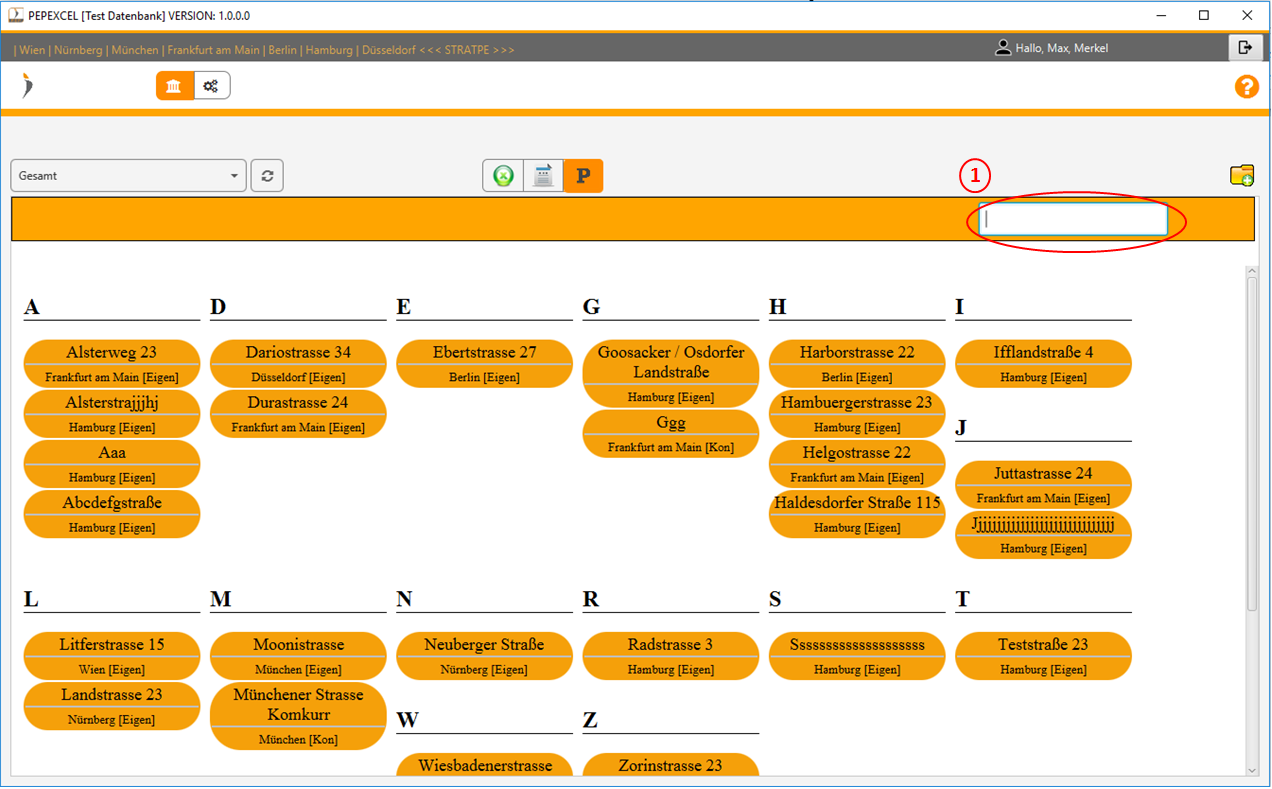 PEPEXCEL [Test Datenbank] VERSION: 1.0.0.0
| Wien | Nürnberg | München | Frankfurt am Main | Berlin | Hamburg | Düsseldorf <<< STRATPE >>>
Hallo, Max, Merkel
?
Gesamt
P
1
A
Alsterweg 23
Frankfurt am Main [Eigen]
Alsterstrajjjhj
Hamburg [Eigen]
Aaa
Hamburg [Eigen]
Abcdefgstraße
Hamburg [Eigen]
D
Dariostrasse 34
Düsseldorf [Eigen]
Durastrasse 24
Frankfurt am Main [Eigen]
E
Ebertstrasse 27
Berlin [Eigen]
G
Goosacker / Osdorfer
Landstraße
Hamburg [Eigen]
Ggg
Frankfurt am Main [Kon]
H
Harborstrasse 22
Berlin [Eigen]
Hambuergerstrasse 23
Hamburg [Eigen]
Helgostrasse 22
Frankfurt am Main [Eigen]
Haldesdorfer Straße 115
Hamburg [Eigen]
I
Ifflandstraße 4
Hamburg [Eigen]
J
Juttastrasse 24
Frankfurt am Main [Eigen]
Hamburg [Eigen]
L
Litferstrasse 15
Wien [Eigen]
Landstrasse 23
Nürnberg [Eigen]
M
Moonistrasse
München [Eigen]
Münchener Strasse
Komkurr
München [Kon]
N
Neuberger Straße
Nürnberg [Eigen]
R
Radstrasse 3
Hamburg [Eigen]
S
Hamburg [Eigen]
T
Teststraße 23
Hamburg [Eigen]
W
Wiesbadenerstrasse
Z
Zorinstrasse 23